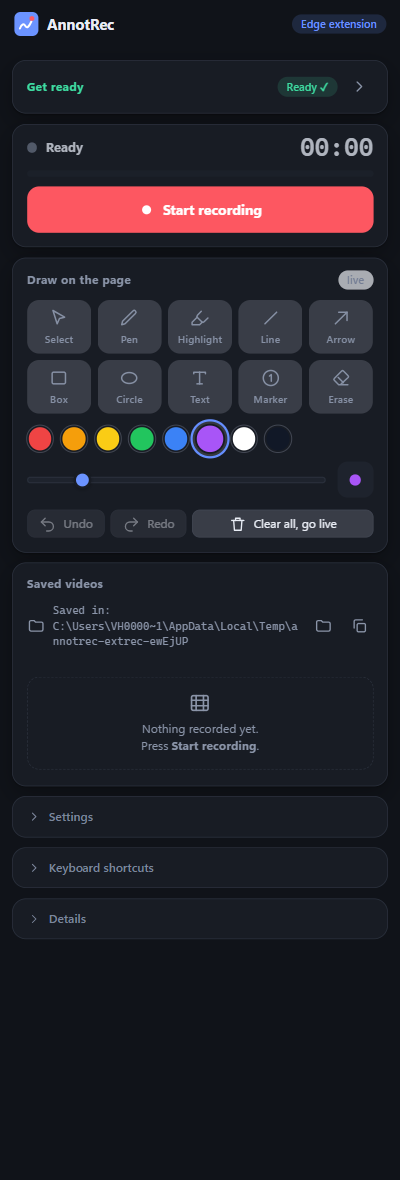 AnnotRec
Edge extension
Get ready
Ready ✓
Ready
00:00
Start recording
Draw on the page
live
Select
Pen
Highlight
Line
Arrow
Box
Circle
Text
1
Marker
Erase
Undo
Redo
Clear all, go live
Saved videos
Saved in:
C:\Users\VH0000~1\AppData\Local\Temp\a
nnotrec-extrec-ewEjUP
Nothing recorded yet.
Press Start recording.
Settings
Keyboard shortcuts
Details